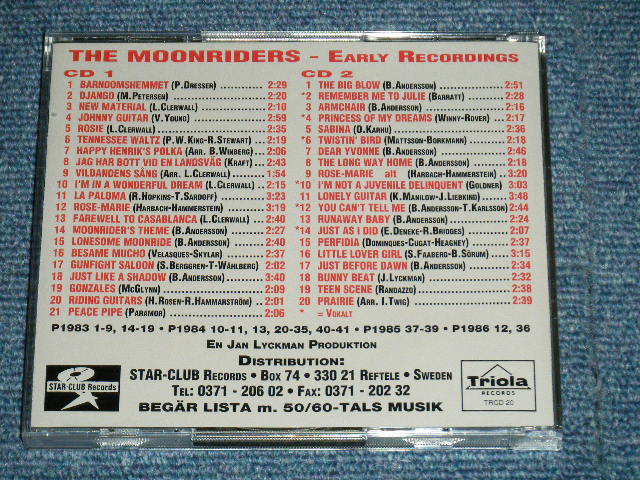 THE MOONRIDERS - EARLY RECORDINGS
CD 1
1 BARNDOMSHEMMET (P.DRESSER) 2:29
2 DJANGO (M.PETERSEN) 2:20
3 NEW MATERIAL (L.CLERWALL) 2:10
4 JOHNNY GUITAR (V.YOUNG) 2:59
5 ROSIE (L.CLERWALL) 2:35
6 TENNESSEE WALTZ (P.W.KING-R.STEWART) 2:19
7 HAPPY HENRIK'S POLKA (ARR. B.WINBERG) 2:06
8 JAG HAR BOTT VID EN LANDSVÄG (KRAFT) 2:43
9 VILDANDENS SÅNG (ARR. L.CLERWALL) 1:54
10 I'M IN A WONDERFUL DREAM (L.CLERWALL) 2:15
11 LA PALOMA (R.HOPKINS-T.SARDOFF) 3:23
12 ROSE-MARIE (HARBACH-HAMMERSTEIN) 3:19
13 FAREWELL TO CASABLANCA (L.CLERWALL) 2:21
14 MOONRIDER'S THEME (B.ANDERSSON) 2:27
15 LONESOME MOONRIDE (B.ANDERSSON) 2:50
16 BESAME MUCHO (VELASQUES-SKYLAR) 2:34
17 GUNFIGHT SALOON (S.BERGGREN-T-WÅHLBERG) 2:02
18 JUST LIKE A SHADOW (B.ANDERSSON) 3:40
19 GONZALES (MCGLYNN) 2:09
20 RIDING GUITARS (H.ROSEN-R.HAMMARSTRÖM) 2:01
21 PEACE PIPE (PARAMOR) 2:06
CD 2
1 THE BIG BLOW (B.ANDERSSON) 2:51
*2 REMEMBER ME TO JULIE (BARRATT) 2:28
3 ARMCHAIR (B.ANDERSSON) 2:16
*4 PRINCESS OF MY DREAMS (WINNY-ROVER) 2:17
5 SABINA (O.KARHU) 2:31
*6 TWISTIN' BIRD (MATTSSON-BORKMANN) 2:18
7 DEAR YVONNE (B.ANDERSSON) 2:45
8 THE LONG WAY HOME (B.ANDERSSON) 2:18
9 ROSE-MARIE alt (HARBACH-HAMMERSTEIN) 3:20
*10 I'M NOT A JUVENILE DELINQUENT (GOLDNER) 3:03
11 LONELY GUITAR (K.MANILOW-J.LIEBKIND) 3:48
*12 YOU CAN'T TELL ME (B.ANDERSSON-T.KARLSSON) 2:44
13 RUNAWAY BABY (B.ANDERSSON) 2:24
*14 JUST AS I DID (E.DENEKE-R.BRIDGES) 2:07
15 PERFIDIA (DOMINQUES-CUGAT-HEAGNEY) 2:37
16 LITTLE LOVER GIRL (S.FAABERG-B.SÖRUM) 3:15
17 JUST BEFORE DAWN (B.ANDERSSON) 2:34
18 BUNNY BEAT (J.LYCKMAN) 2:32
19 TEEN SCENE (RANDAZZO) 2:38
20 PRAIRIE (ARR. I.TWIG) 2:39
* = VOKALT
P1983 1-9, 14-19 • P1984 10-11, 13, 20-35, 40-41 • P1985 37-39 • P1986 12, 36
EN JAN LYCKMAN PRODUKTION
DISTRIBUTION:
STAR-CLUB RECORDS • BOX 74 • 330 21 REFTELE • SWEDEN
TEL: 0371 - 206 02 • FAX: 0371 - 202 32
BEGÄR LISTA m. 50/60-TALS MUSIK
STAR-CLUB Records
Triola
RECORDS
TRCD 20